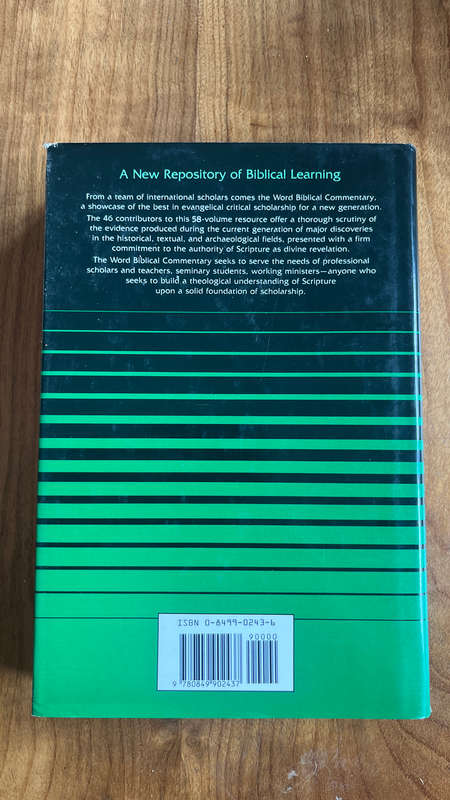 A New Repository of Biblical Learning
From a team of international scholars comes the Word Biblical Commentary,
a showcase of the best in evangelical critical scholarship for a new generation.
The 46 contributors to this 58-volume resource offer a thorough scrutiny of
the evidence produced during the current generation of major discoveries
in the historical, textual, and archaeological fields, presented with a firm
commitment to the authority of Scripture as divine revelation.
The Word Biblical Commentary seeks to serve the needs of professional
scholars and teachers, seminary students, working ministers—anyone who
seeks to build a theological understanding of Scripture
upon a solid foundation of scholarship.
ISBN 0-8499-0243-6
90000
9 780849 902437